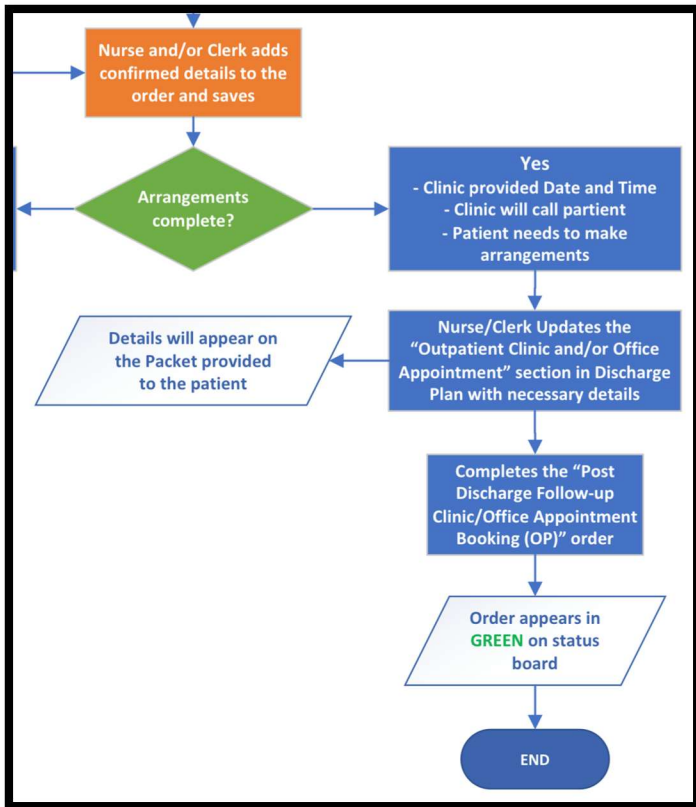 Nurse and/or Clerk adds
confirmed details to the
order and saves
Arrangements
complete?
Yes
- Clinic provided Date and Time
- Clinic will call partient
- Patient needs to make
arrangements
Details will appear on
the Packet provided
to the patient
Nurse/Clerk Updates the
“Outpatient Clinic and/or Office
Appointment” section in Discharge
Plan with necessary details
Completes the “Post
Discharge Follow-up
Clinic/Office Appointment
Booking (OP)” order
Order appears in
GREEN on status
board
END